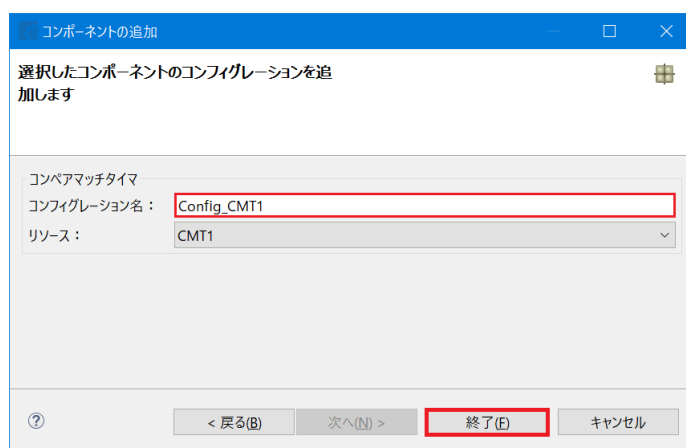 コンポーネントの追加
選択したコンポーネントのコンフィグレーションを追
加します
コンペアマッチタイマ
コンフィグレーション名： Config_CMT1
リソース： CMT1
< 戻る(B) 次へ(N) > 終了(F) キャンセル